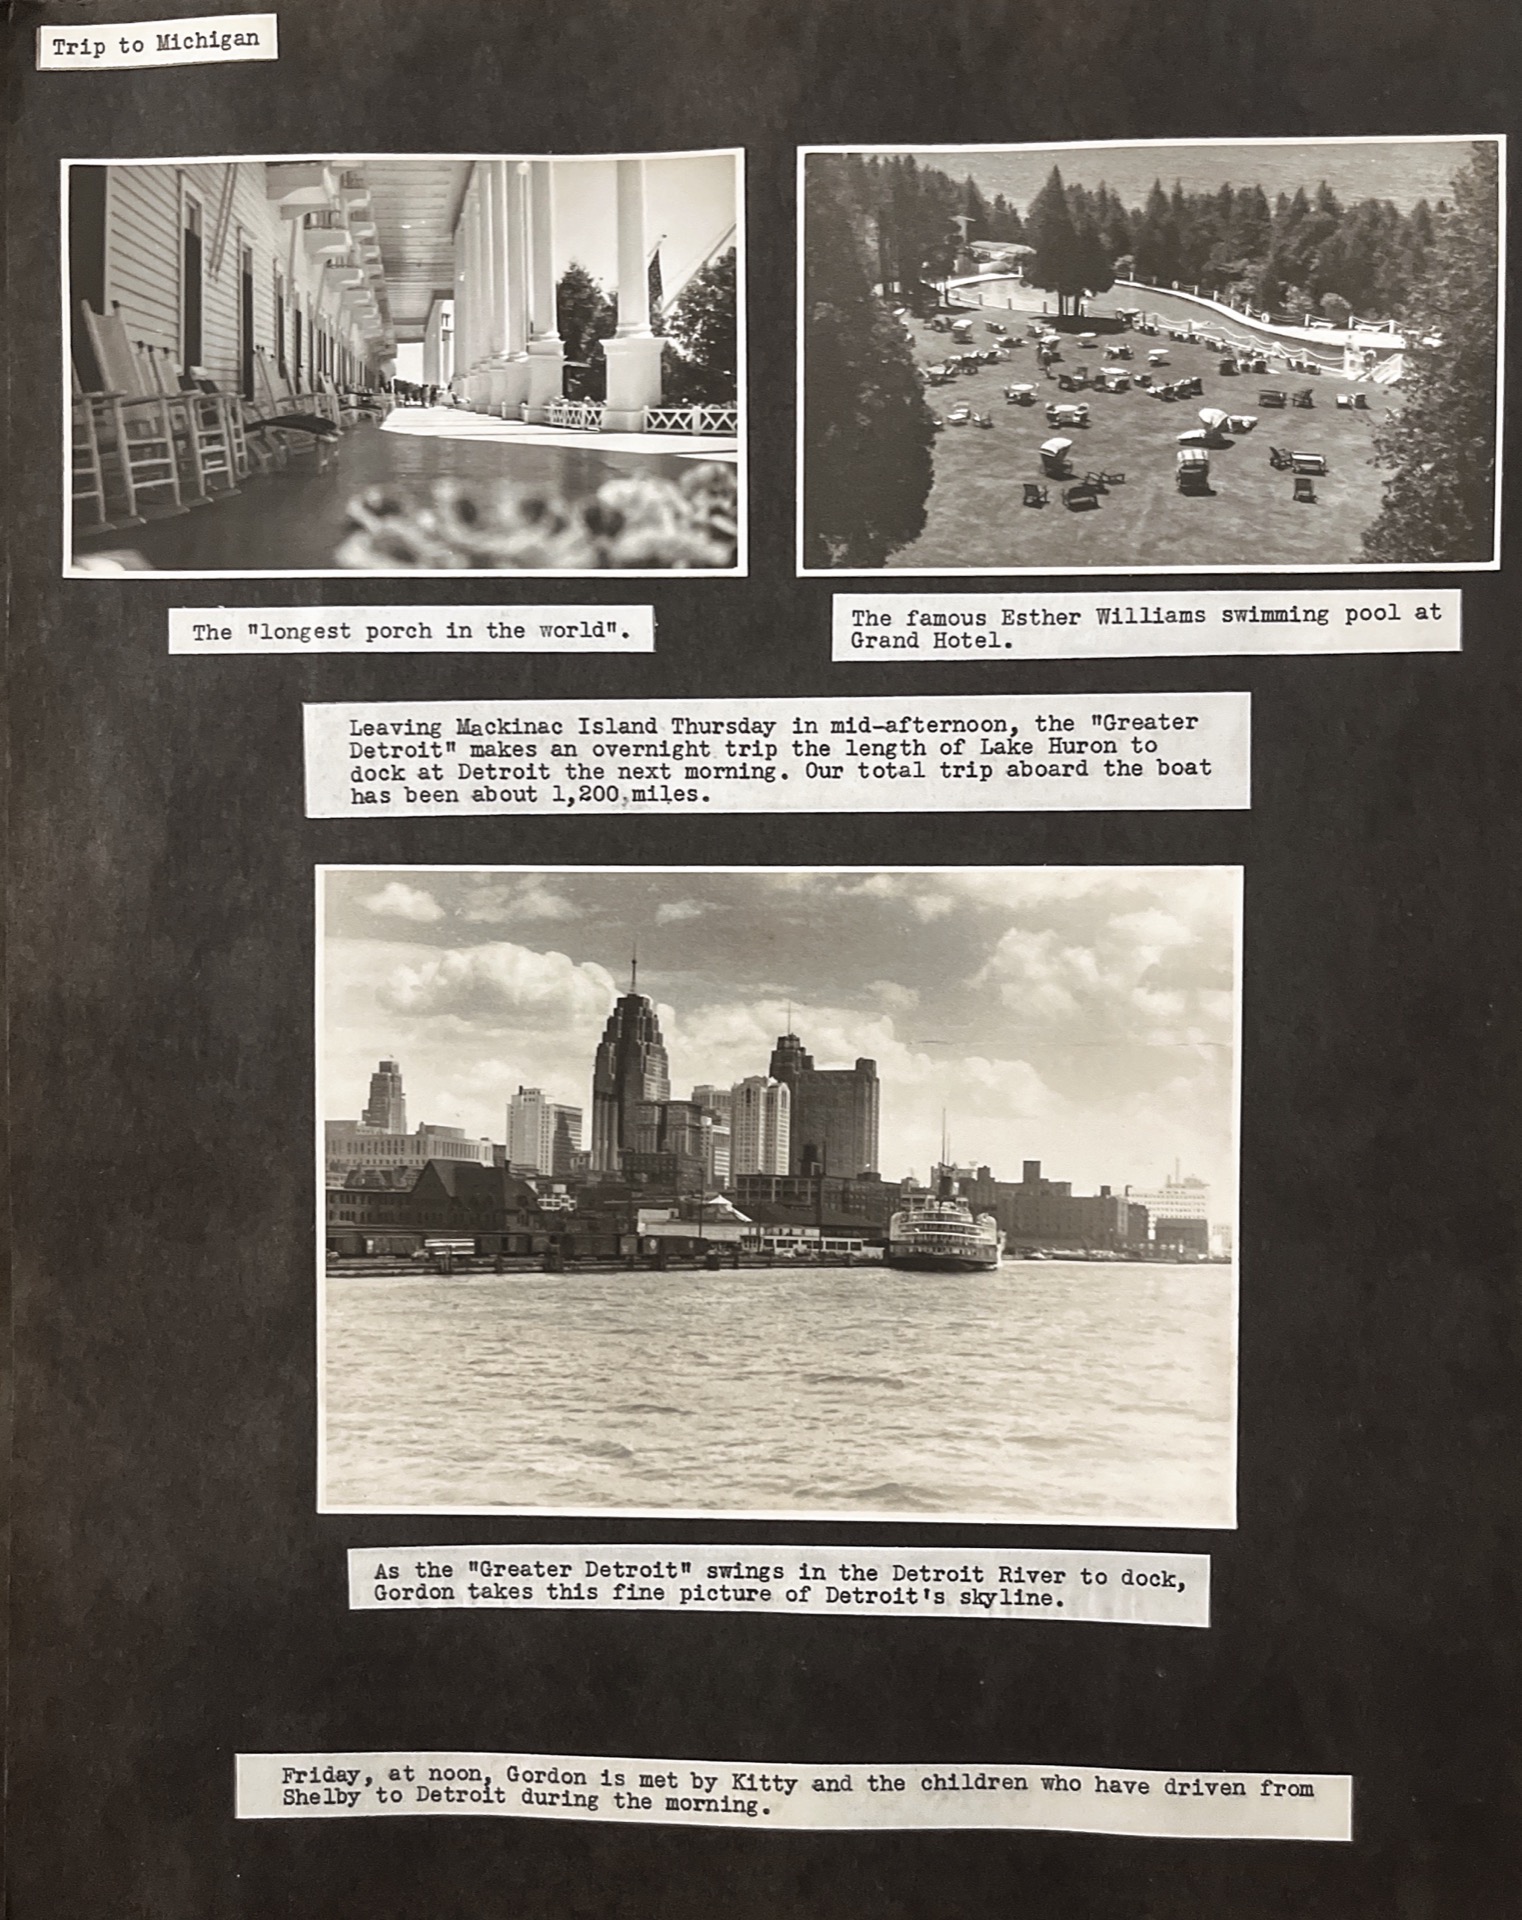 Trip to Michigan
The "longest porch in the world".
The famous Esther Williams swimming pool at
Grand Hotel.
Leaving Mackinac Island Thursday in mid-afternoon, the "Greater
Detroit" makes an overnight trip the length of Lake Huron to
dock at Detroit the next morning. Our total trip aboard the boat
has been about 1,200 miles.
As the "Greater Detroit" swings in the Detroit River to dock,
Gordon takes this fine picture of Detroit's skyline.
Friday, at noon, Gordon is met by Kitty and the children who have driven from
Shelby to Detroit during the morning.